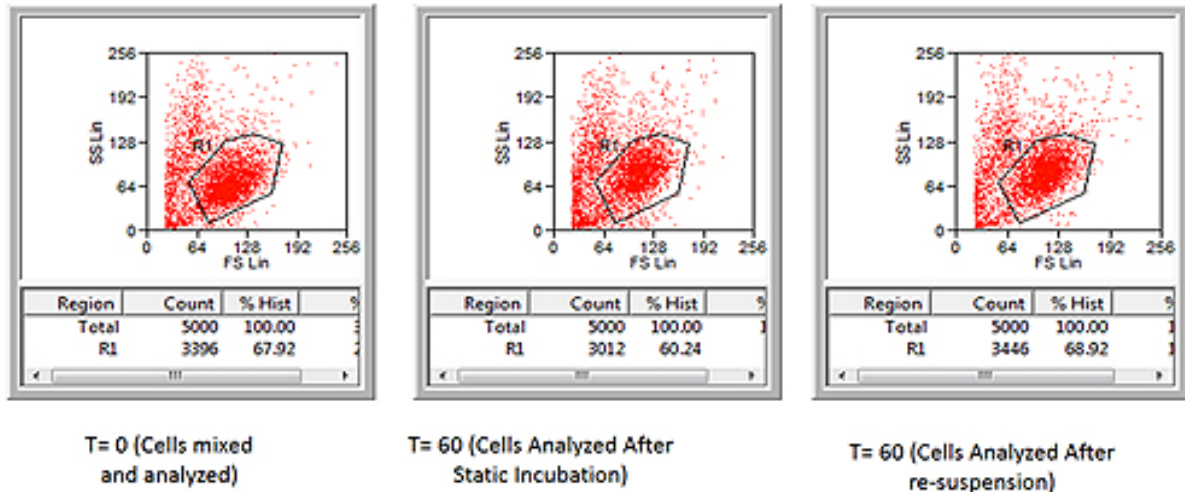 256
192
128
64
0
SS Lin
R1
0 64 128 192 256
FS Lin
Region Count % Hist %
Total 5000 100.00 3
R1 3396 67.92 2
T= 0 (Cells mixed
and analyzed)
256
192
128
64
0
SS Lin
R1
0 64 128 192 256
FS Lin
Region Count % Hist %
Total 5000 100.00 1
R1 3012 60.24
T= 60 (Cells Analyzed After
Static Incubation)
256
192
128
64
0
SS Lin
R1
0 64 128 192 256
FS Lin
Region Count % Hist %
Total 5000 100.00 1
R1 3446 68.92 1
T= 60 (Cells Analyzed After
re-suspension)